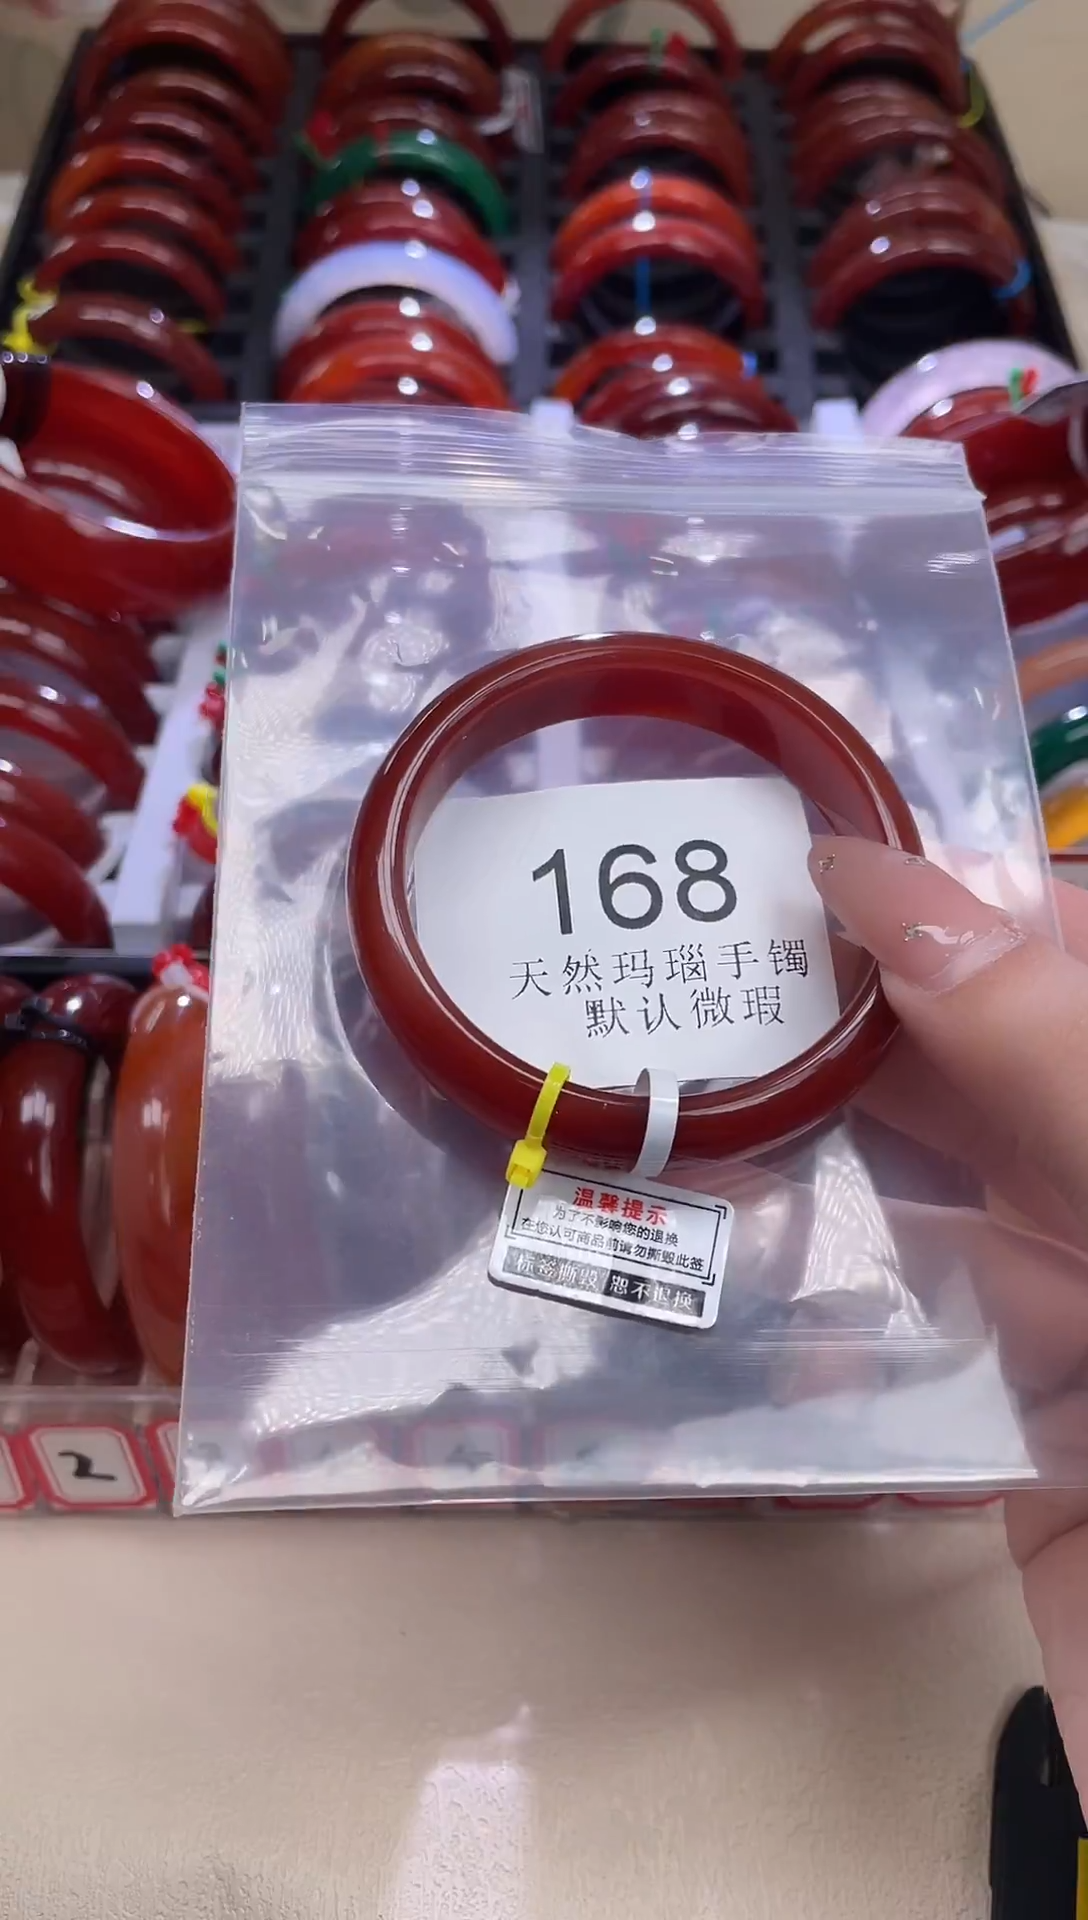 168
天然玛瑙手镯
默认微瑕
温馨提示
为了不影响您的退换
在您认可商品前请勿撕毁此签
标签撕毁 恕不退换
2